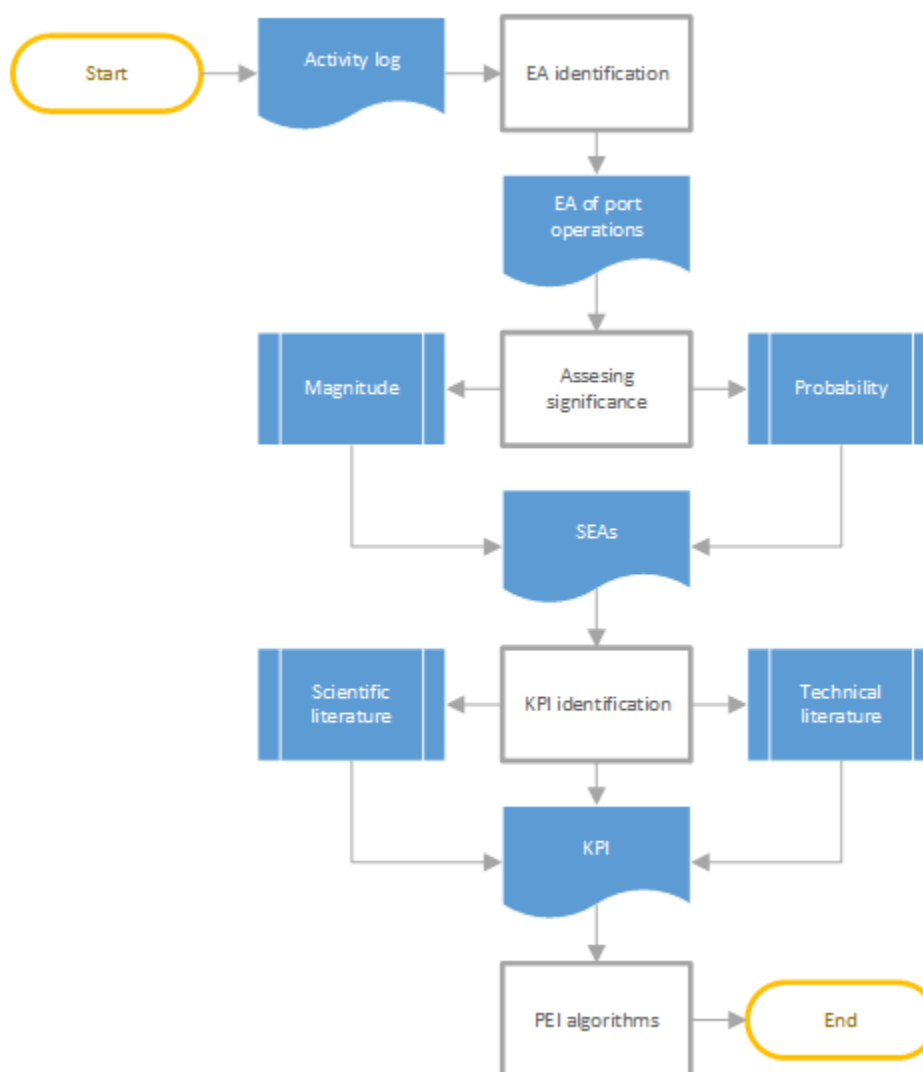 Start
Activity log
EA identification
EA of port
operations
Magnitude
Assesing
significance
Probability
SEAs
Scientific
literature
KPI identification
Technical
literature
KPI
PEI algorithms
End